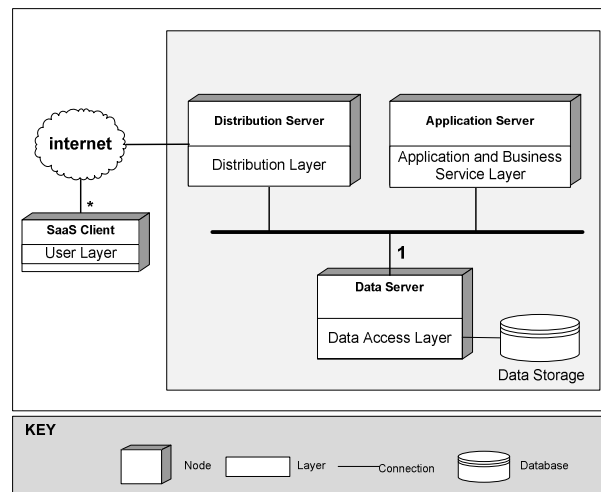 Distribution Server
Distribution Layer
Application Server
Application and Business
Service Layer
internet
*
SaaS Client
User Layer
1
Data Server
Data Access Layer
Data Storage
KEY
Node
Layer
Connection
Database